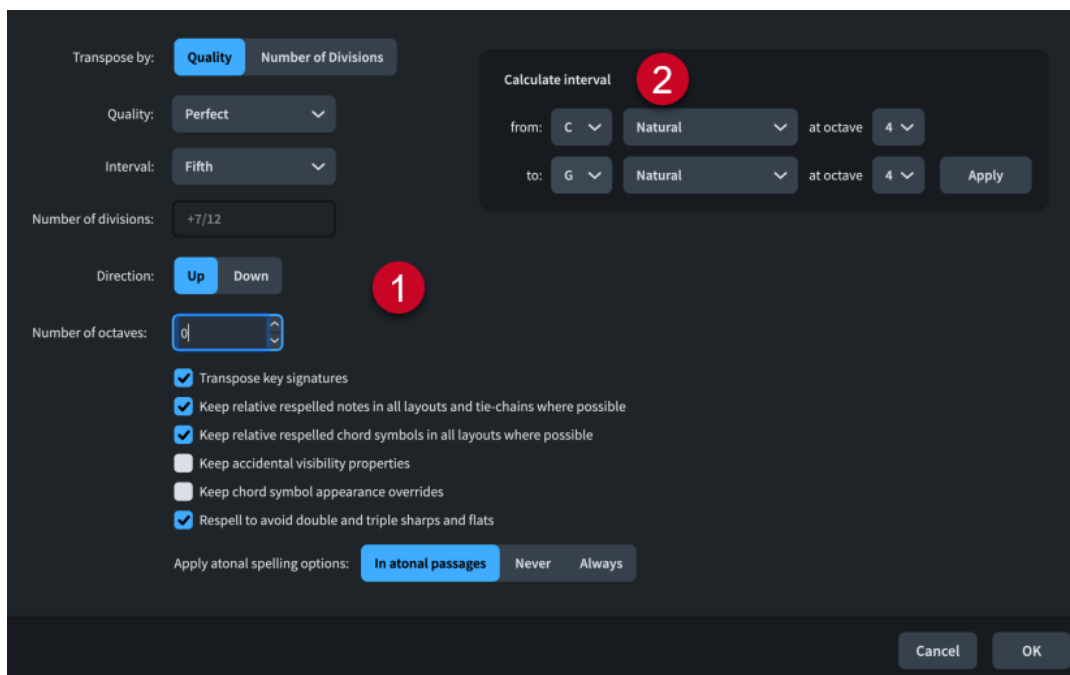 Transpose by: Quality Number of Divisions
Calculate interval 2
Quality: Perfect
from: C Natural at octave 4
Interval: Fifth
to: G Natural at octave 4 Apply
Number of divisions: +7/12
Direction: Up Down
1
Number of octaves: 0
Transpose key signatures
Keep relative respelled notes in all layouts and tie-chains where possible
Keep relative respelled chord symbols in all layouts where possible
Keep accidental visibility properties
Keep chord symbol appearance overrides
Respell to avoid double and triple sharps and flats
Apply atonal spelling options: In atonal passages Never Always
Cancel OK